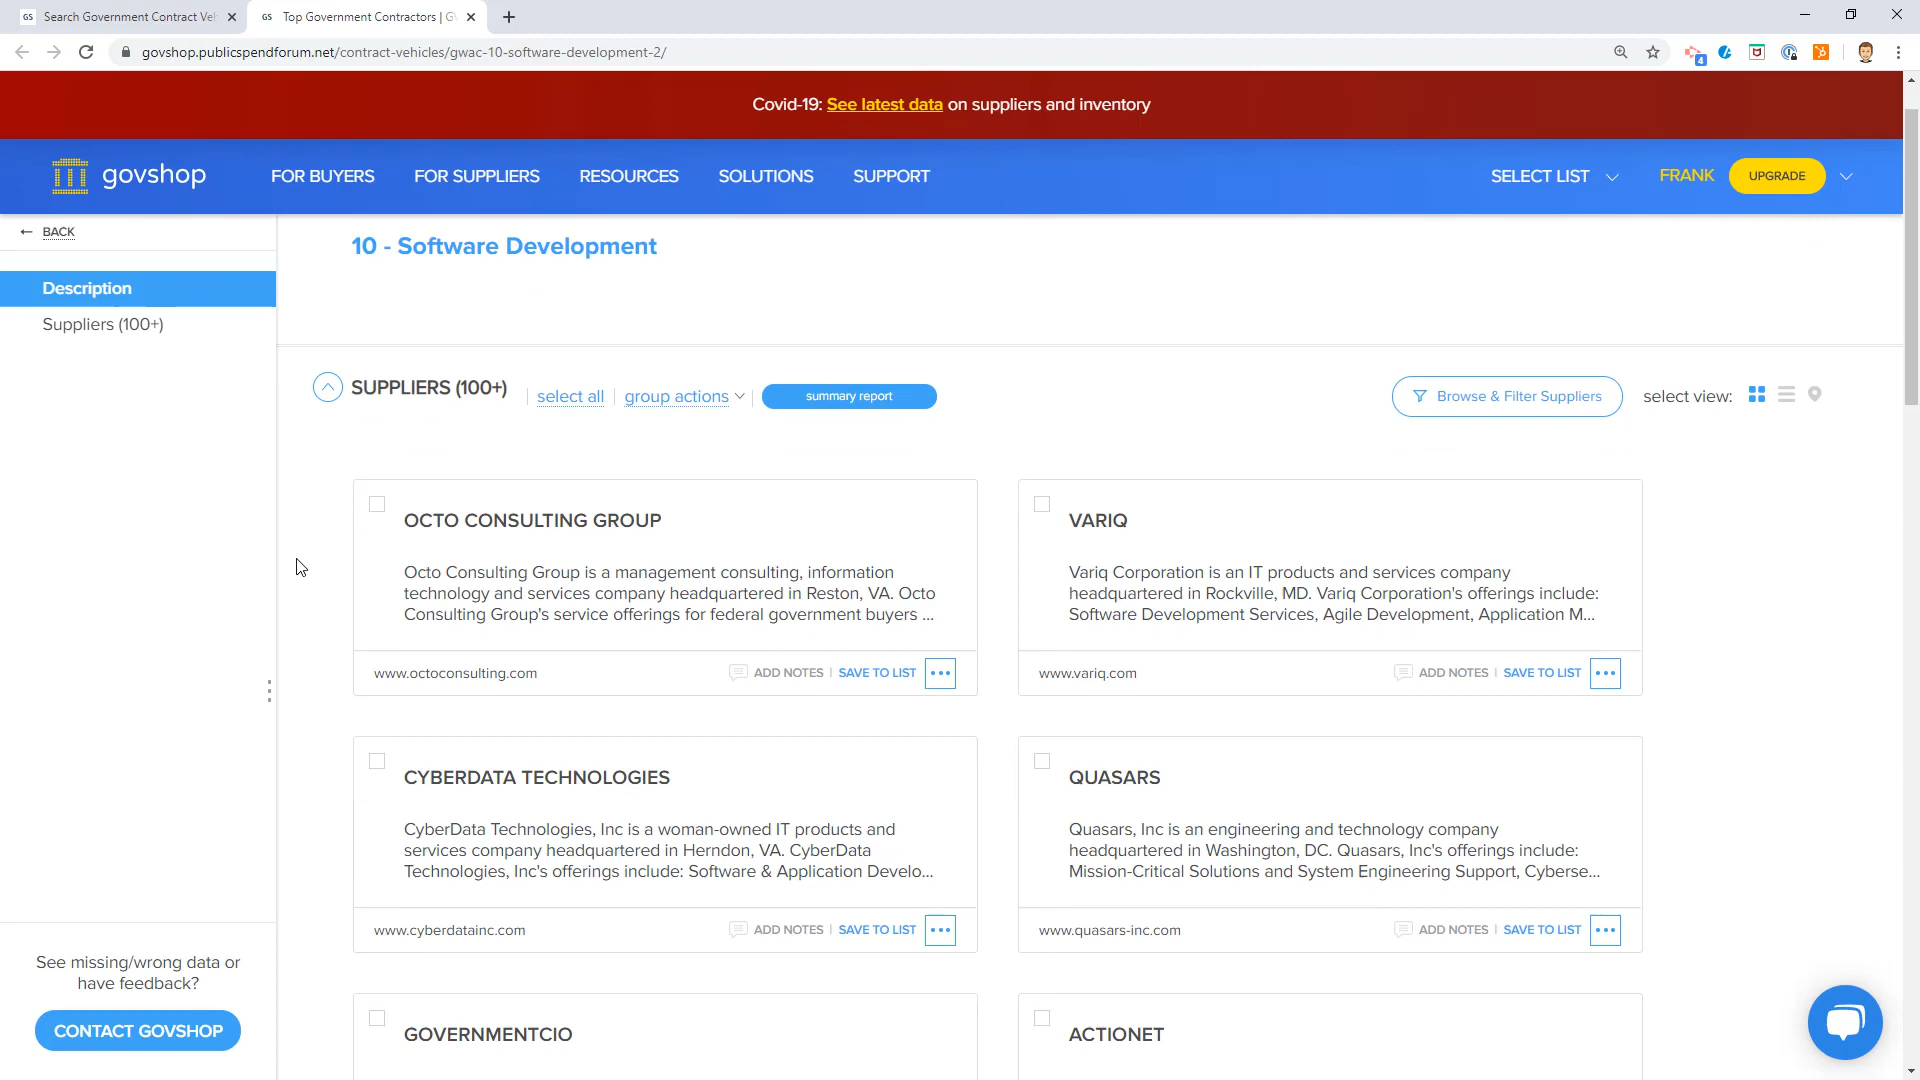 GS Search Government Contract Veh
GS Top Government Contractors | G
govshop.publicspendforum.net/contract-vehicles/gwac-10-software-development-2/
4
Covid-19: See latest data on suppliers and inventory
govshop
FOR BUYERS
FOR SUPPLIERS
RESOURCES
SOLUTIONS
SUPPORT
SELECT LIST
FRANK
UPGRADE
BACK
Description
Suppliers (100+)
10 - Software Development
SUPPLIERS (100+)
select all
group actions
summary report
Browse & Filter Suppliers
select view:
OCTO CONSULTING GROUP
Octo Consulting Group is a management consulting, information
technology and services company headquartered in Reston, VA. Octo
Consulting Group's service offerings for federal government buyers ...
www.octoconsulting.com
ADD NOTES | SAVE TO LIST
VARIQ
Variq Corporation is an IT products and services company
headquartered in Rockville, MD. Variq Corporation's offerings include:
Software Development Services, Agile Development, Application M...
www.variq.com
ADD NOTES | SAVE TO LIST
CYBERDATA TECHNOLOGIES
CyberData Technologies, Inc is a woman-owned IT products and
services company headquartered in Herndon, VA. CyberData
Technologies, Inc's offerings include: Software & Application Develo...
www.cyberdatainc.com
ADD NOTES | SAVE TO LIST
QUASARS
Quasars, Inc is an engineering and technology company
headquartered in Washington, DC. Quasars, Inc's offerings include:
Mission-Critical Solutions and System Engineering Support, Cyberse...
www.quasars-inc.com
ADD NOTES | SAVE TO LIST
GOVERNMENTCIO
ACTIONET
See missing/wrong data or
have feedback?
CONTACT GOVSHOP